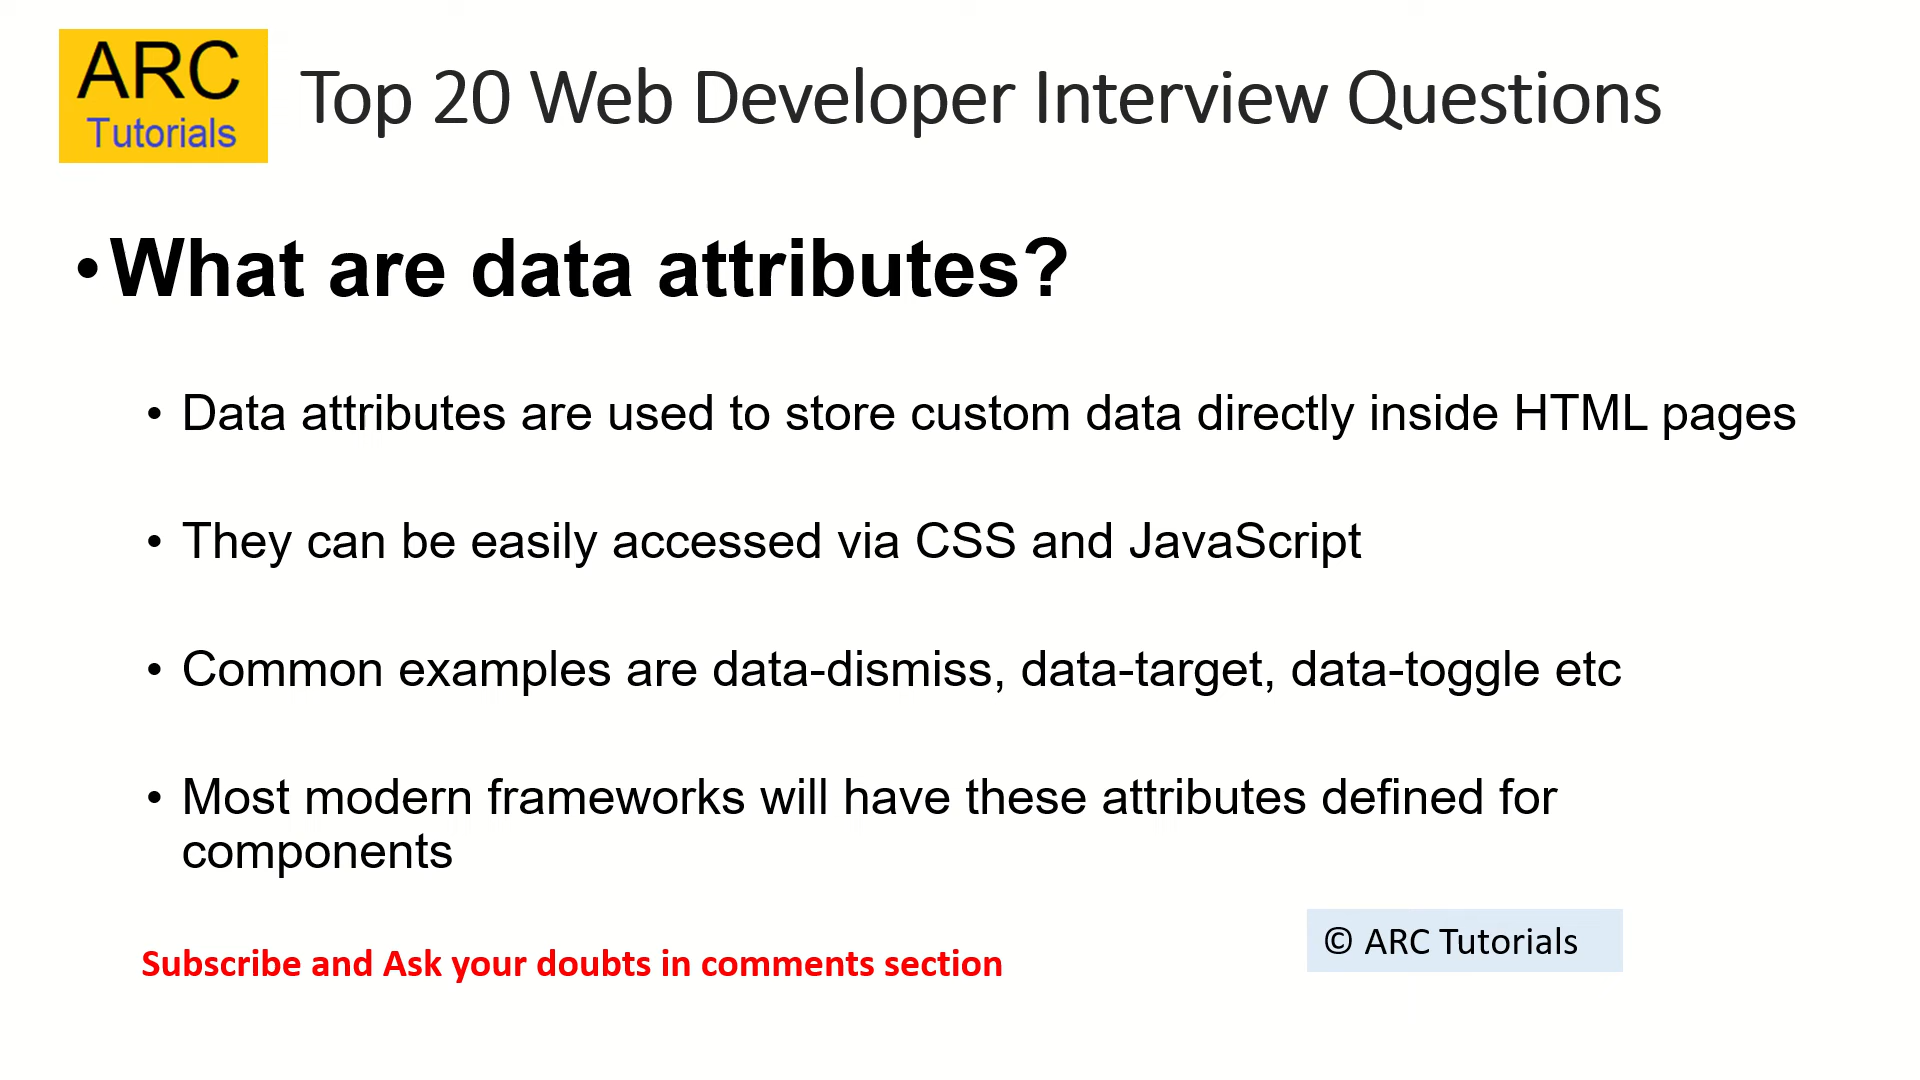 ARC
Tutorials
Top 20 Web Developer Interview Questions
•What are data attributes?
• Data attributes are used to store custom data directly inside HTML pages
• They can be easily accessed via CSS and JavaScript
• Common examples are data-dismiss, data-target, data-toggle etc
• Most modern frameworks will have these attributes defined for
components
© ARC Tutorials
Subscribe and Ask your doubts in comments section